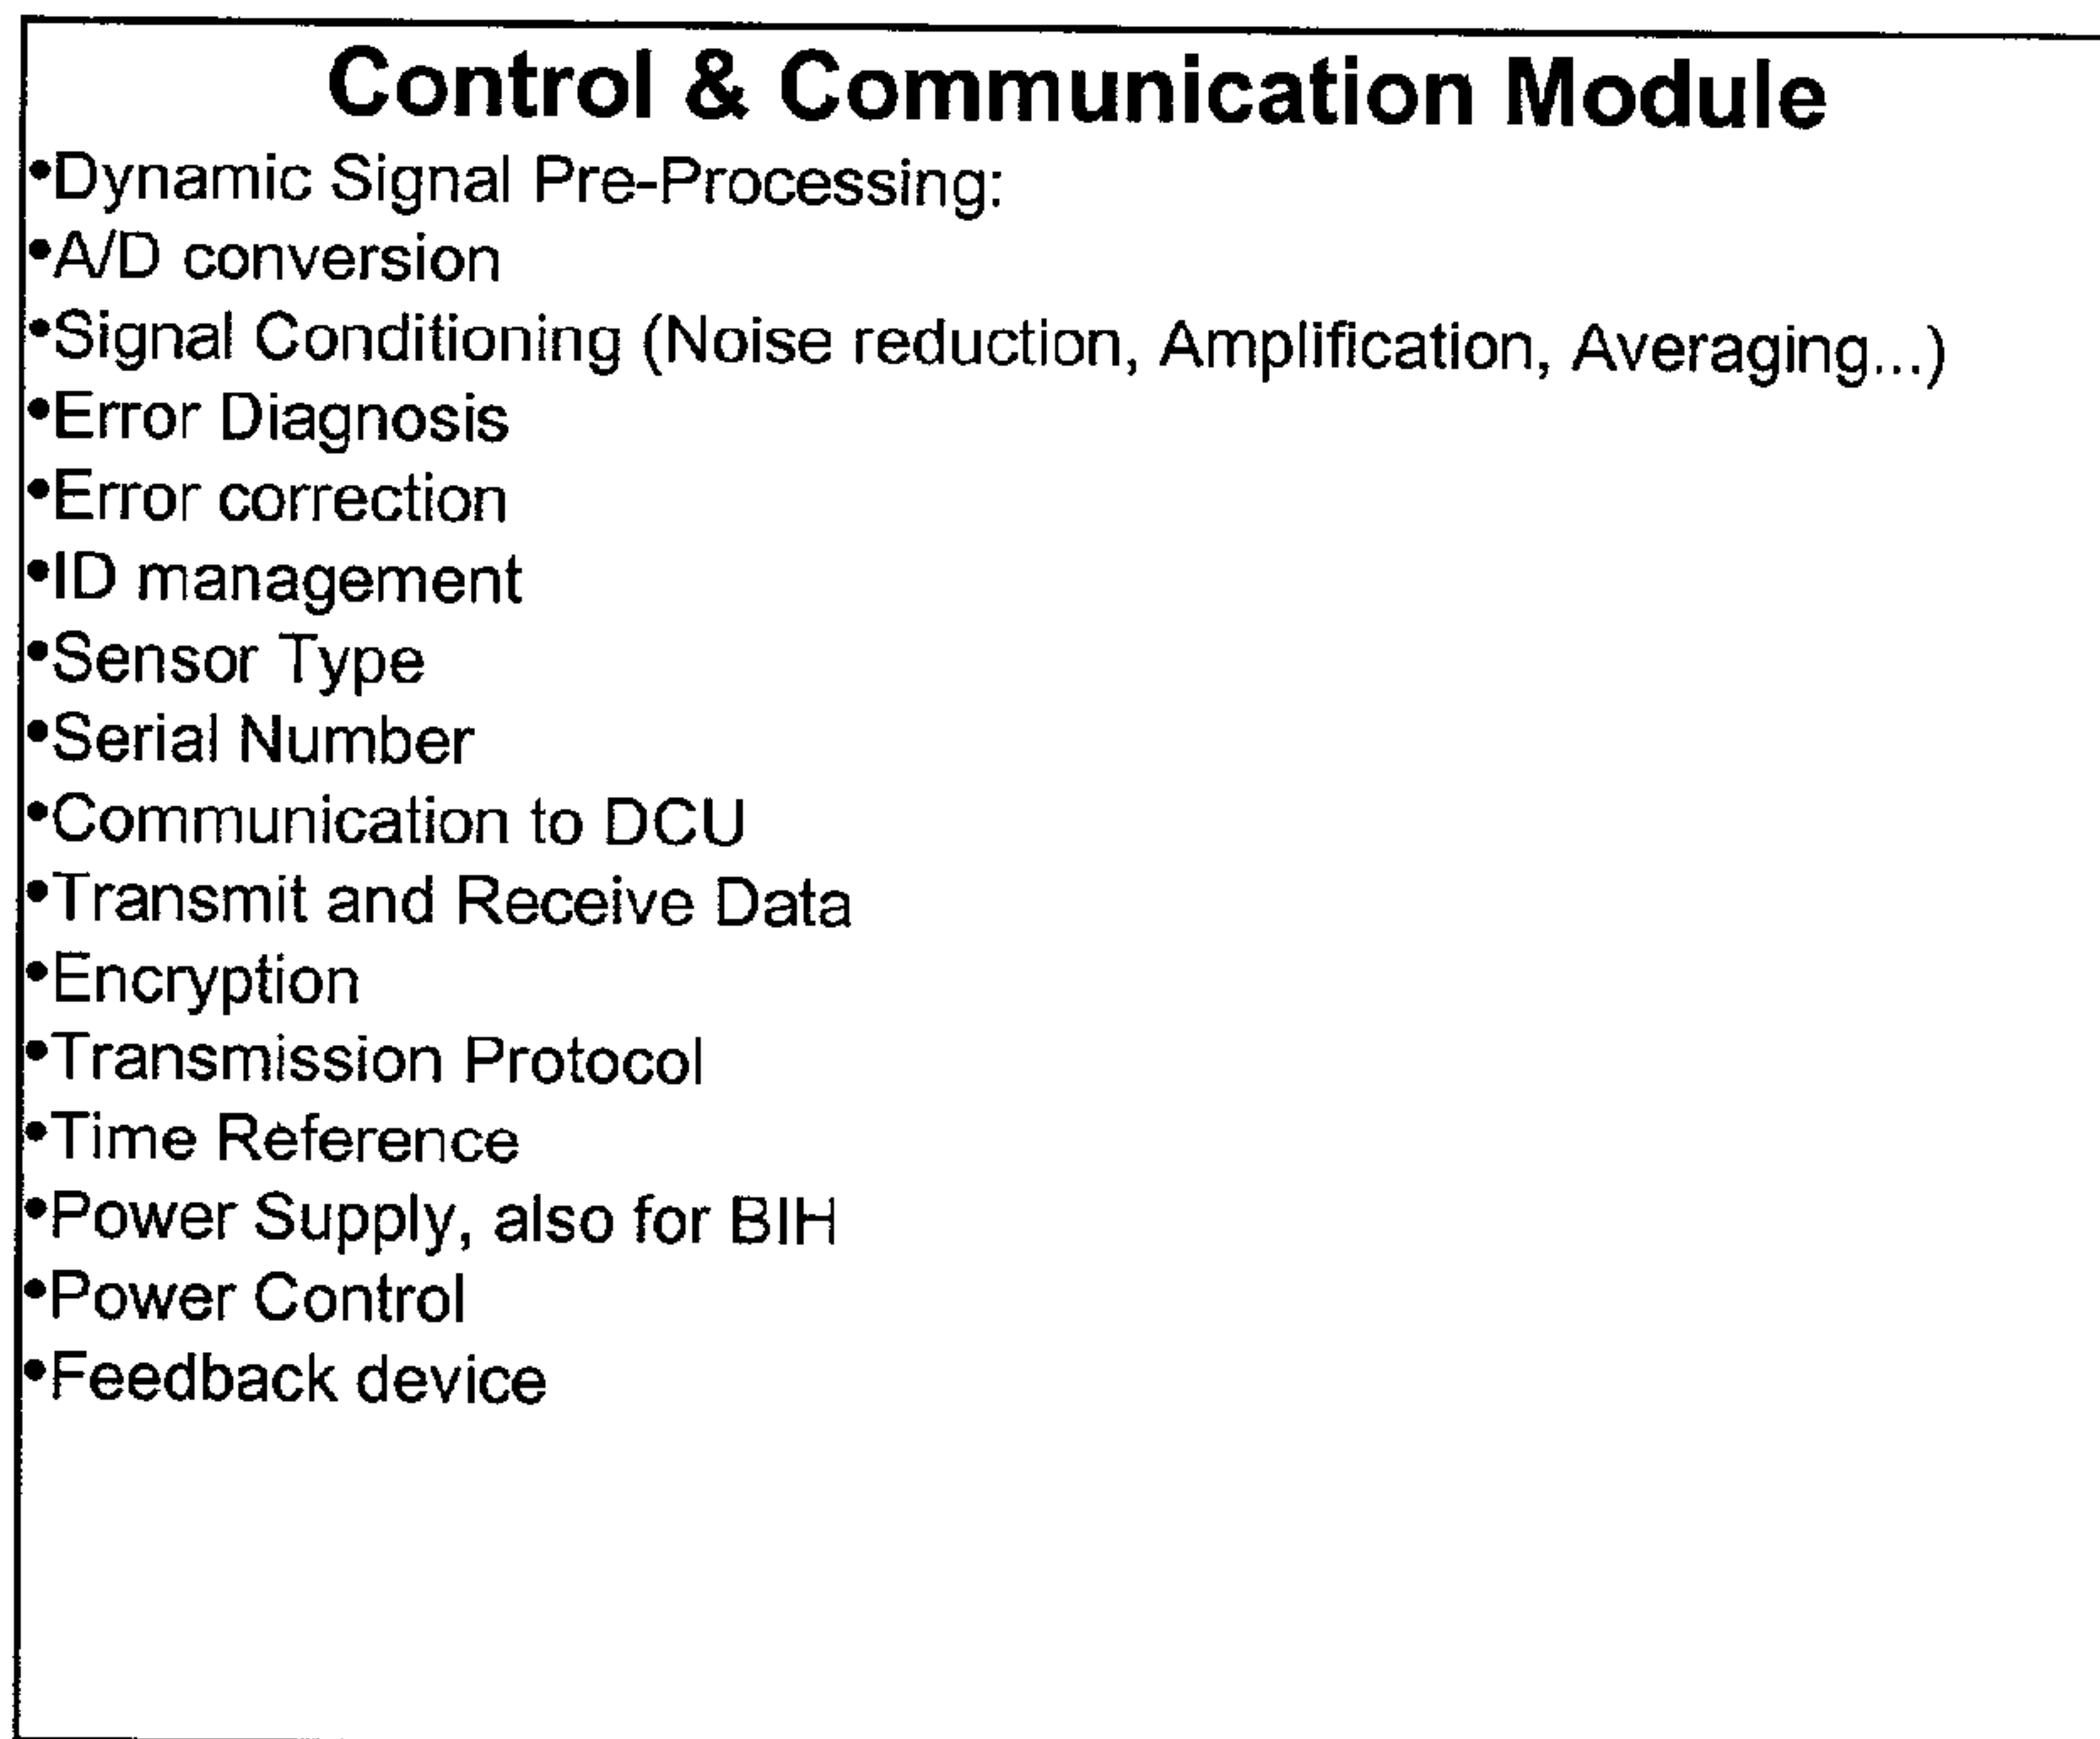 Control & Communication Module
•Dynamic Signal Pre-Processing:
•A/D conversion
•Signal Conditioning (Noise reduction, Amplification, Averaging...)
•Error Diagnosis
•Error correction
•ID management
•Sensor Type
•Serial Number
•Communication to DCU
•Transmit and Receive Data
•Encryption
•Transmission Protocol
•Time Reference
•Power Supply, also for BIH
•Power Control
•Feedback device